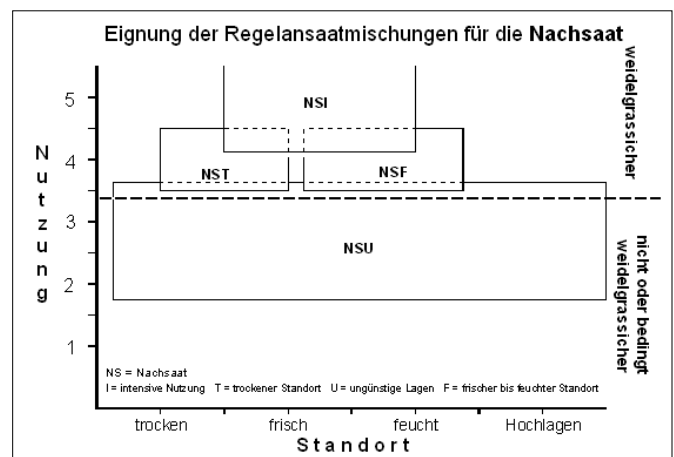 Eignung der Regelansaatmischungen für die Nachsaat
Nutzung
5
4
3
2
1
NSI
NST
NSF
NSU
weidelgrassicher
nicht oder bedingt
weidelgrassicher
NS = Nachsaat
I = intensive Nutzung T = trockener Standort U = ungünstige Lagen F = frischer bis feuchter Standort
trocken frisch feucht Hochlagen
Standort